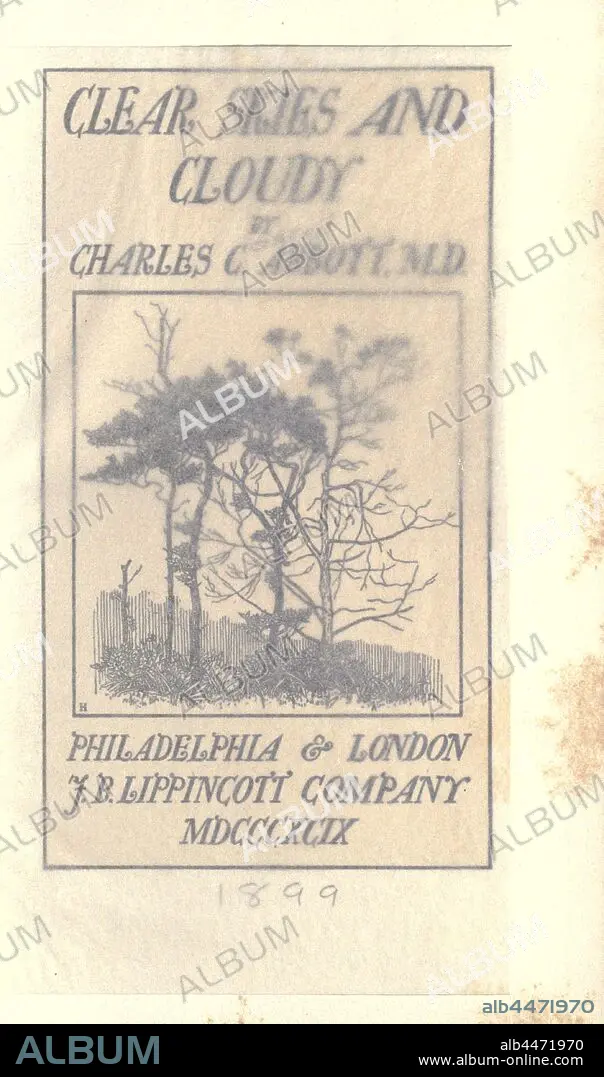 CLEAR SKIES AND
CLOUDY
BY
CHARLES C. ABBOTT, M.D.
H
PHILADELPHIA & LONDON
J.B. LIPPINCOTT COMPANY
MDCCCXCIX
1899
alb4471970
ALBUM
alb4471970
www.album-online.com